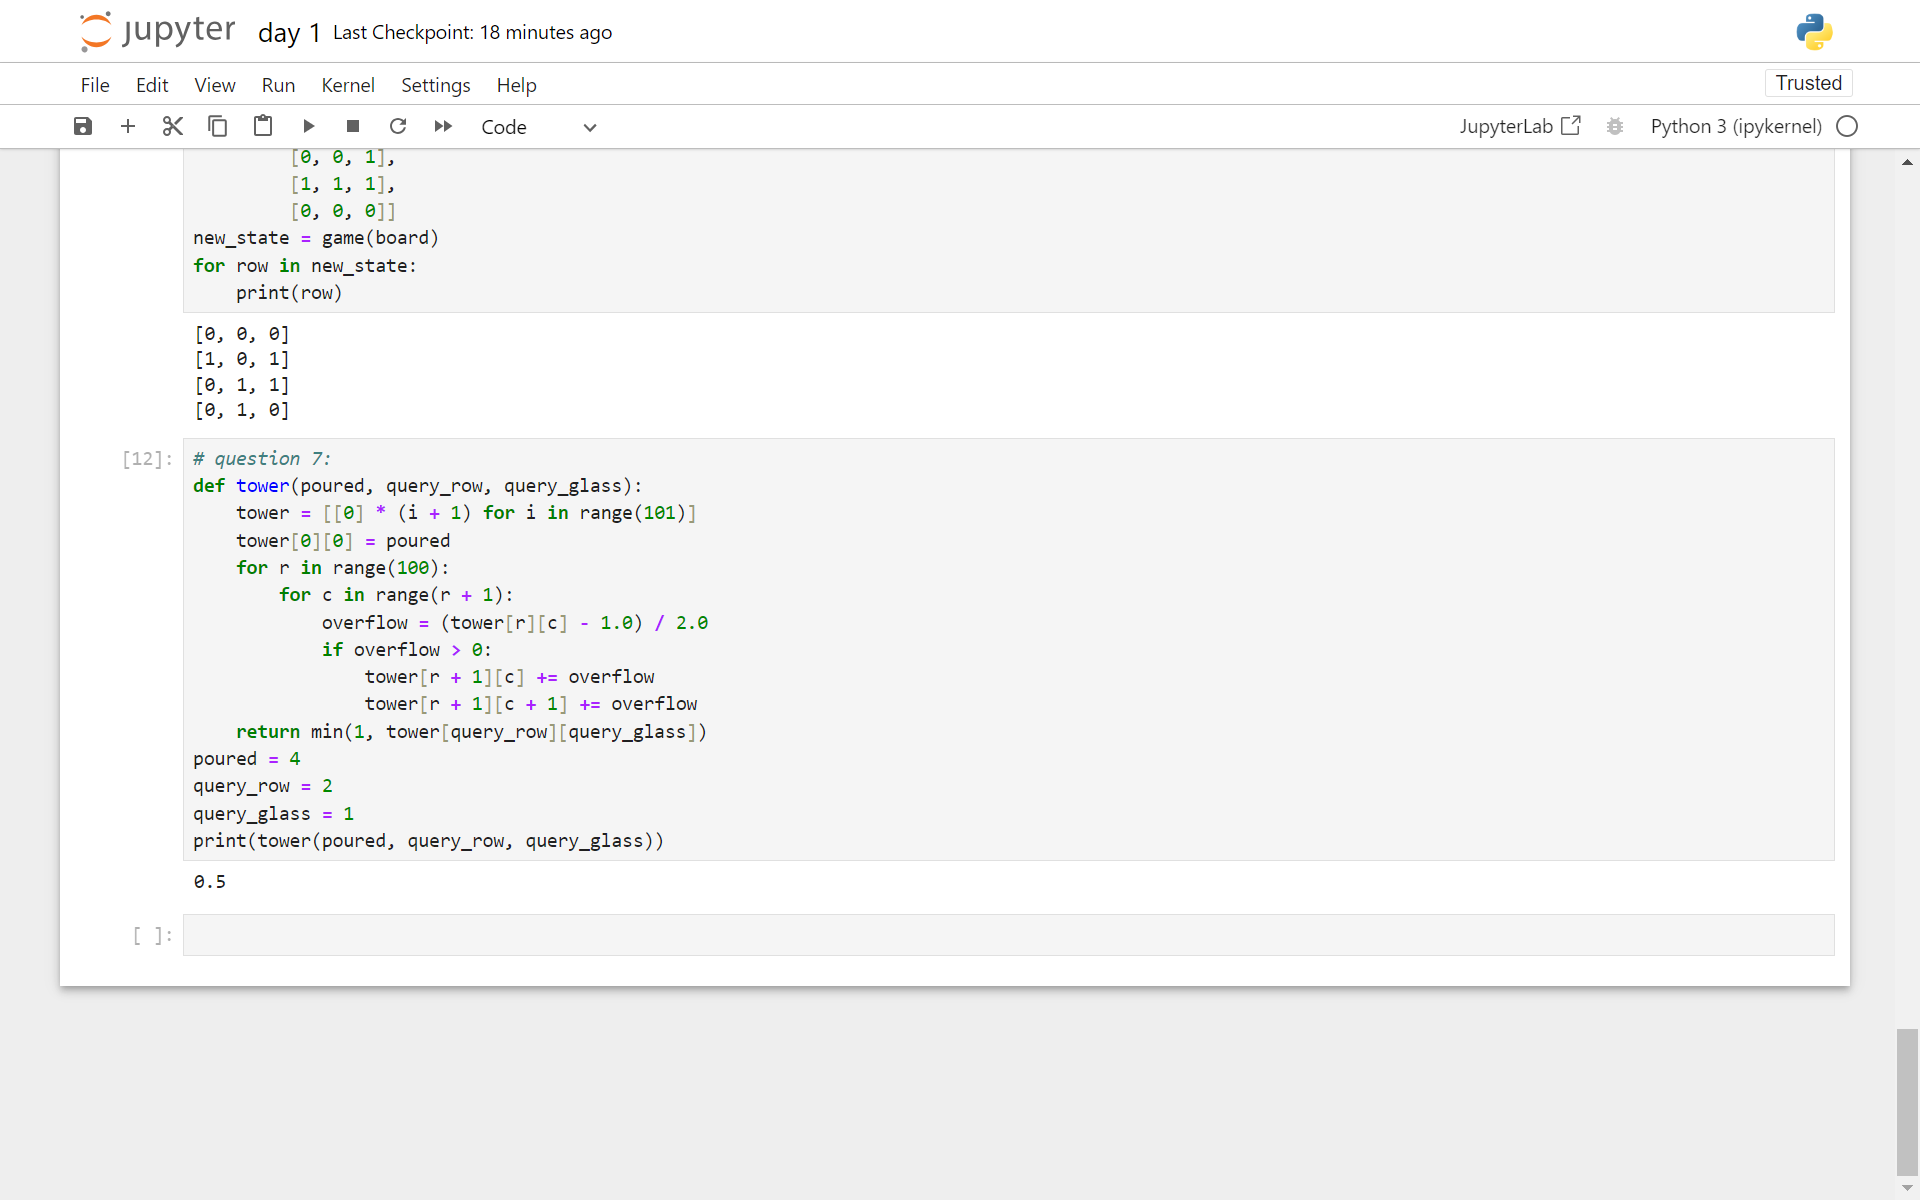 jupyter day 1 Last Checkpoint: 18 minutes ago
File Edit View Run Kernel Settings Help Trusted
Code JupyterLab Python 3 (ipykernel)
        [0, 0, 1],
         [1, 1, 1],
         [0, 0, 0]]
new_state = game(board)
for row in new_state:
    print(row)
[0, 0, 0]
[1, 0, 1]
[0, 1, 1]
[0, 1, 0]
[12]: # question 7:
def tower(poured, query_row, query_glass):
    tower = [[0] * (i + 1) for i in range(101)]
    tower[0][0] = poured
    for r in range(100):
        for c in range(r + 1):
            overflow = (tower[r][c] - 1.0) / 2.0
            if overflow > 0:
                tower[r + 1][c] += overflow
                tower[r + 1][c + 1] += overflow
    return min(1, tower[query_row][query_glass])
poured = 4
query_row = 2
query_glass = 1
print(tower(poured, query_row, query_glass))
0.5
[ ]: